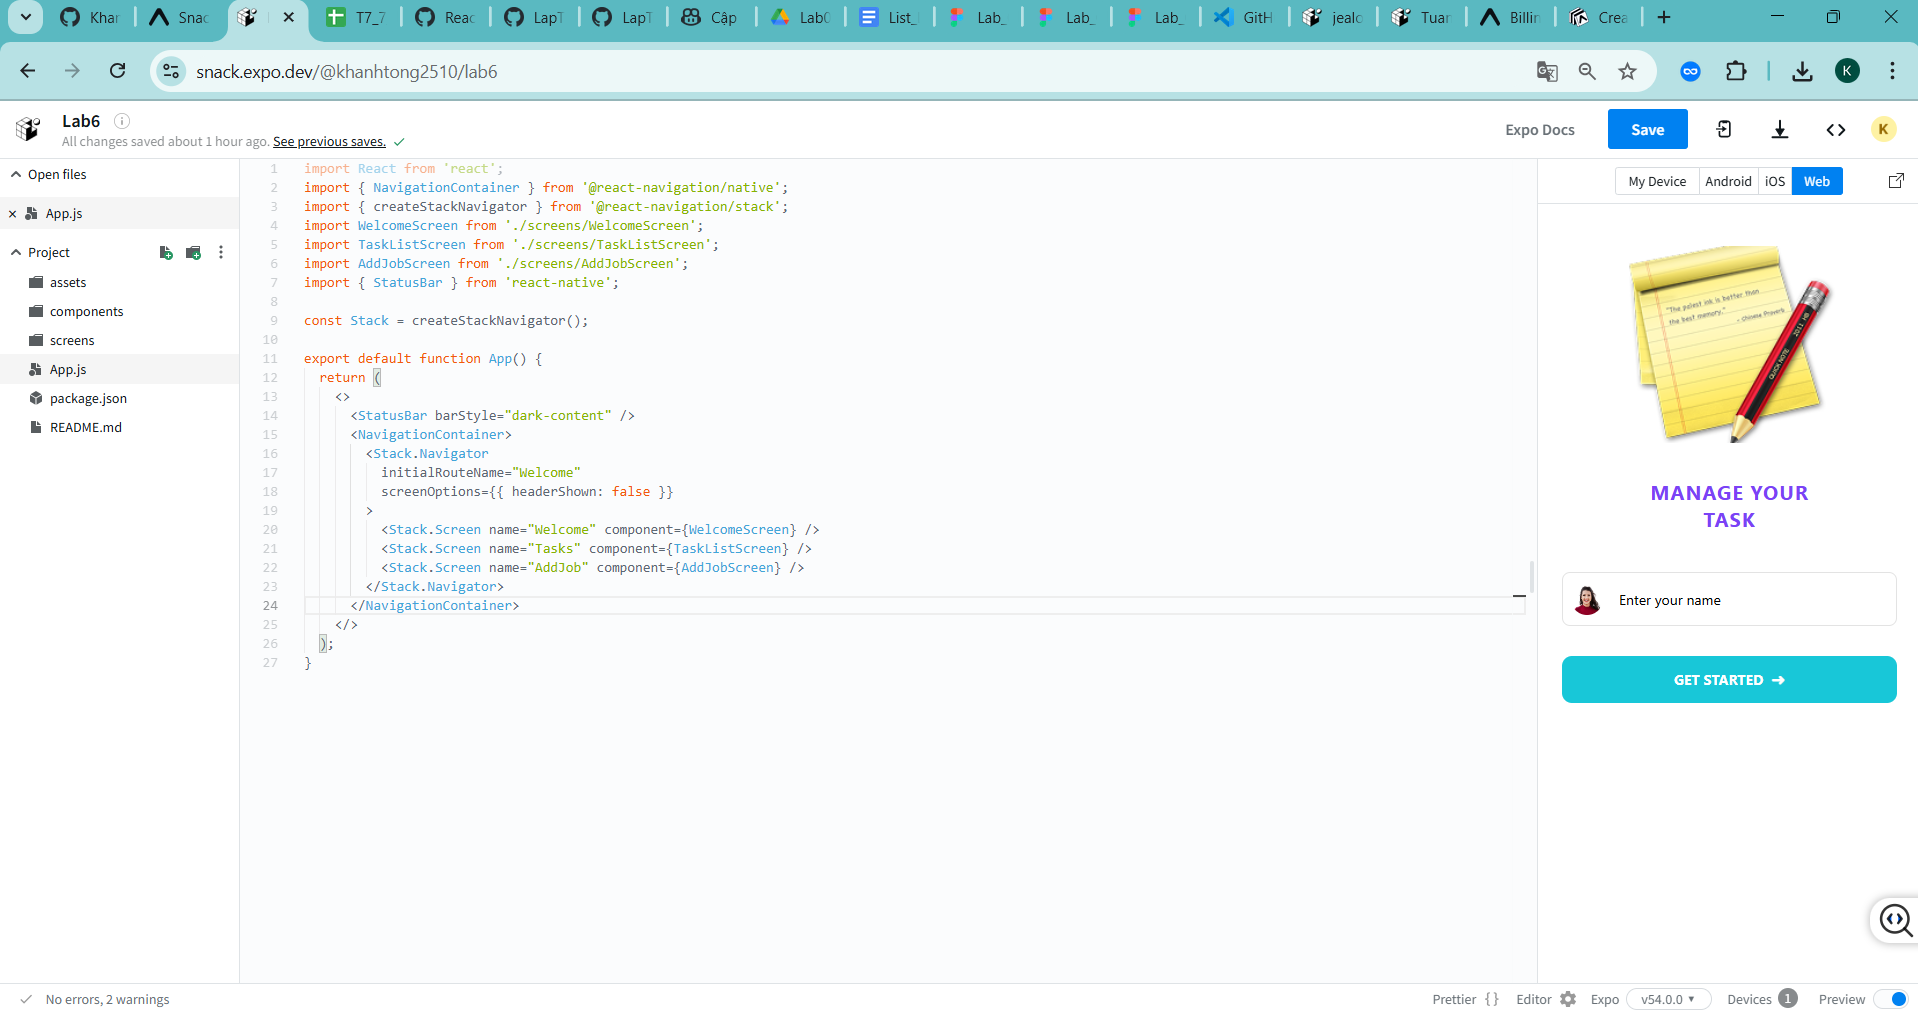 Khar
Snac
T7_7
Reac
LapT
LapT
Cập
Lab0
List_
Lab_
Lab_
Lab_
GitH
jealo
Tuar
Billin
Crea
snack.expo.dev/@khanhtong2510/lab6
K
Lab6
All changes saved about 1 hour ago. See previous saves.
Expo Docs
Save
K
Open files
App.js
Project
assets
components
screens
App.js
package.json
README.md
1 import React from 'react';
2 import { NavigationContainer } from '@react-navigation/native';
3 import { createStackNavigator } from '@react-navigation/stack';
4 import WelcomeScreen from './screens/WelcomeScreen';
5 import TaskListScreen from './screens/TaskListScreen';
6 import AddJobScreen from './screens/AddJobScreen';
7 import { StatusBar } from 'react-native';
8
9 const Stack = createStackNavigator();
10
11 export default function App() {
12 return (
13 <>
14 <StatusBar barStyle="dark-content" />
15 <NavigationContainer>
16 <Stack.Navigator
17 initialRouteName="Welcome"
18 screenOptions={{ headerShown: false }}
19 >
20 <Stack.Screen name="Welcome" component={WelcomeScreen} />
21 <Stack.Screen name="Tasks" component={TaskListScreen} />
22 <Stack.Screen name="AddJob" component={AddJobScreen} />
23 </Stack.Navigator>
24 </NavigationContainer>
25 </>
26 );
27 }
My Device Android iOS Web
"The palest ink is better than
the best memory."
- Chinese Proverb
QUICK NOTE 2011 HB
MANAGE YOUR
TASK
Enter your name
GET STARTED ➔
No errors, 2 warnings
Prettier { } Editor Expo v54.0.0 Devices 1 Preview